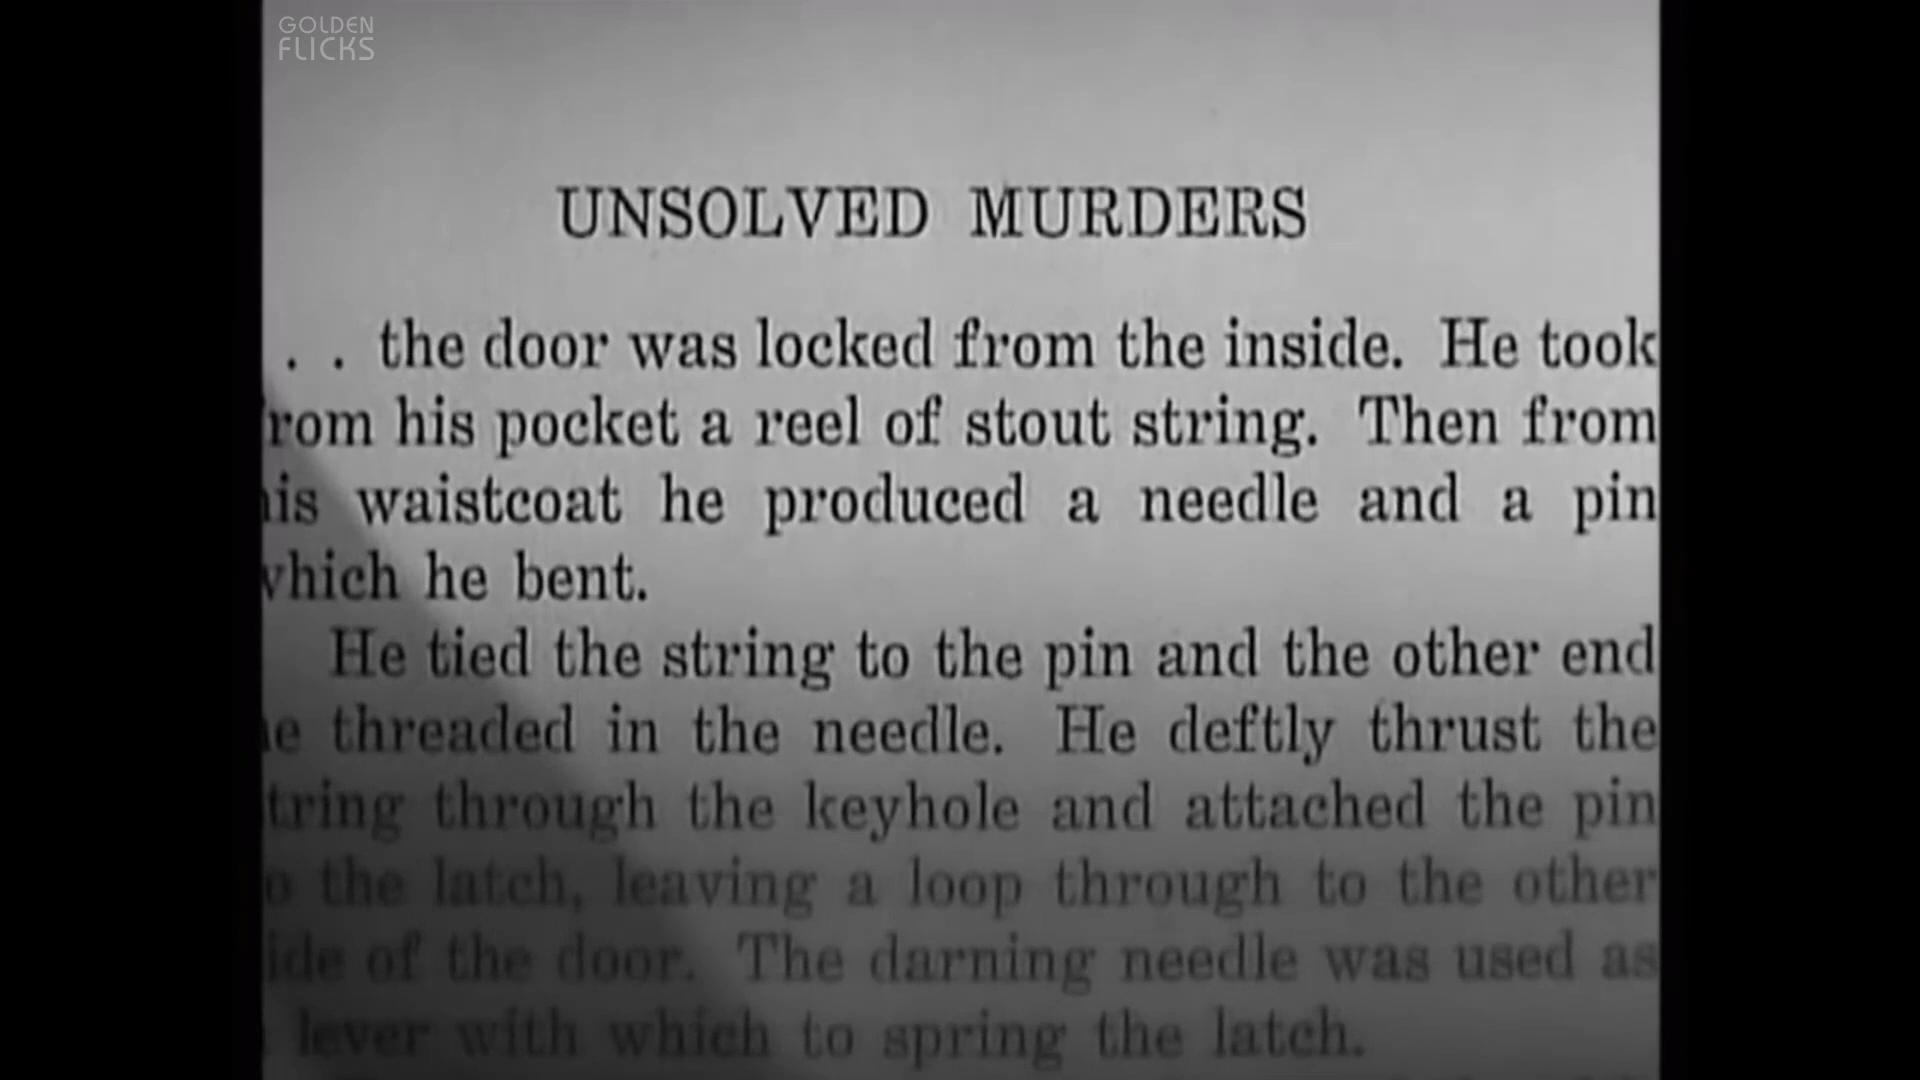 GOLDEN
FLICKS
UNSOLVED MURDERS
. . the door was locked from the inside. He took
rom his pocket a reel of stout string. Then from
is waistcoat he produced a needle and a pin
which he bent.
He tied the string to the pin and the other end
e threaded in the needle. He deftly thrust the
tring through the keyhole and attached the pin
o the latch, leaving a loop through to the other
ide of the door. The darning needle was used as
lever with which to spring the latch.